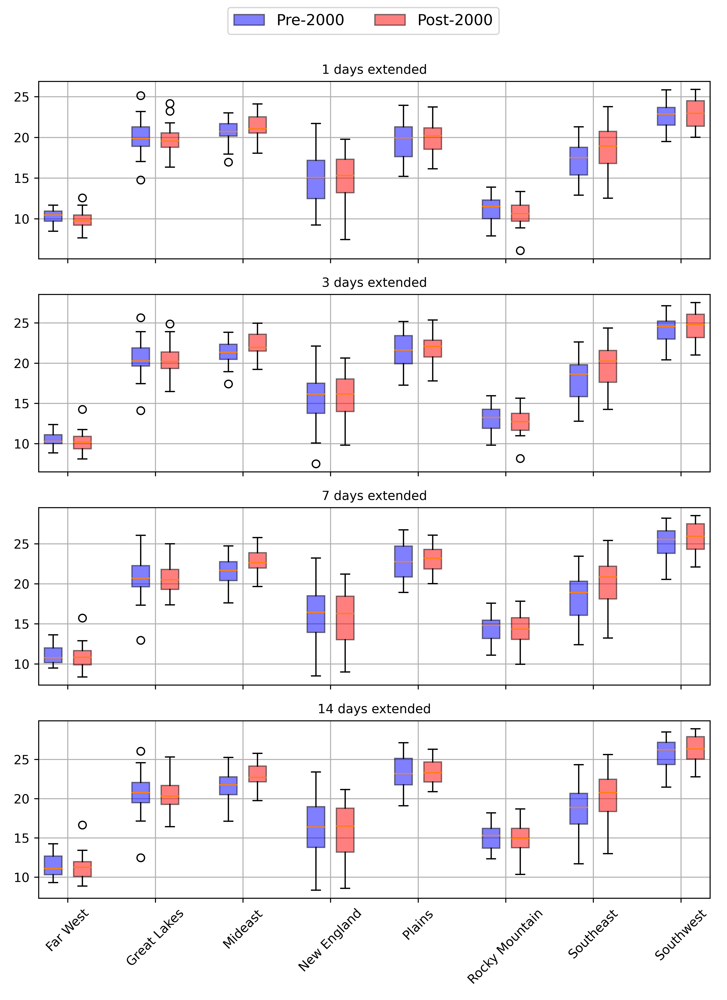 Pre-2000 Post-2000
1 days extended
25
20
15
10
3 days extended
25
20
15
10
7 days extended
25
20
15
10
14 days extended
25
20
15
10
Far West Great Lakes Mideast New England Plains Rocky Mountain Southeast Southwest